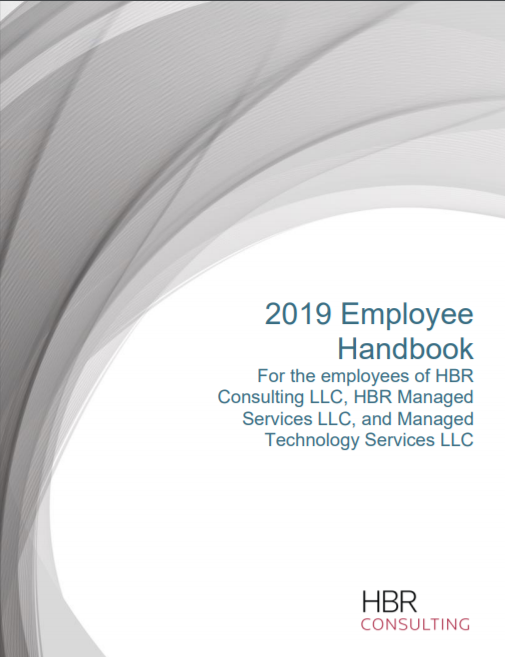 2019 Employee
Handbook
For the employees of HBR
Consulting LLC, HBR Managed
Services LLC, and Managed
Technology Services LLC
HBR
CONSULTING